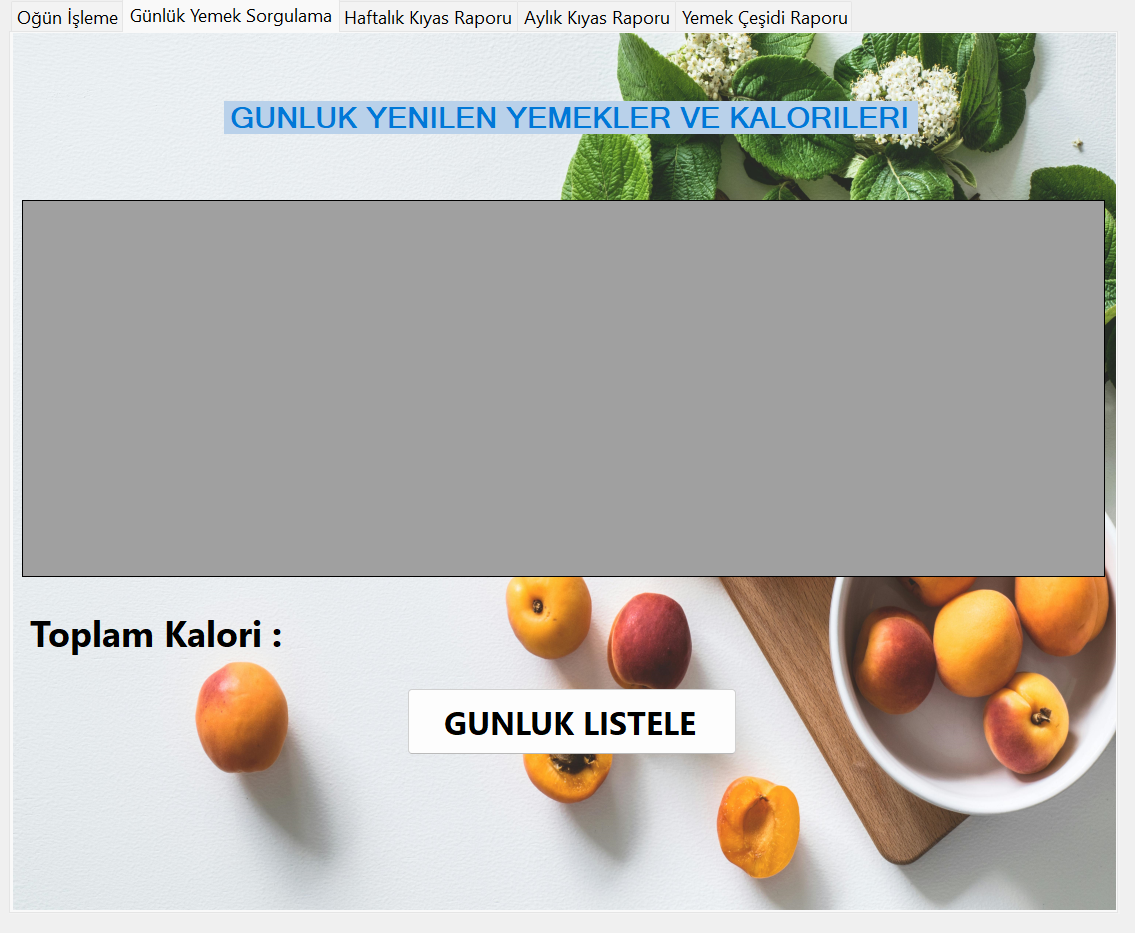 Oğün İşleme Günlük Yemek Sorgulama Haftalık Kıyas Raporu Aylık Kıyas Raporu Yemek Çeşidi Raporu
GUNLUK YENILEN YEMEKLER VE KALORILERI
Toplam Kalori :
GUNLUK LISTELE